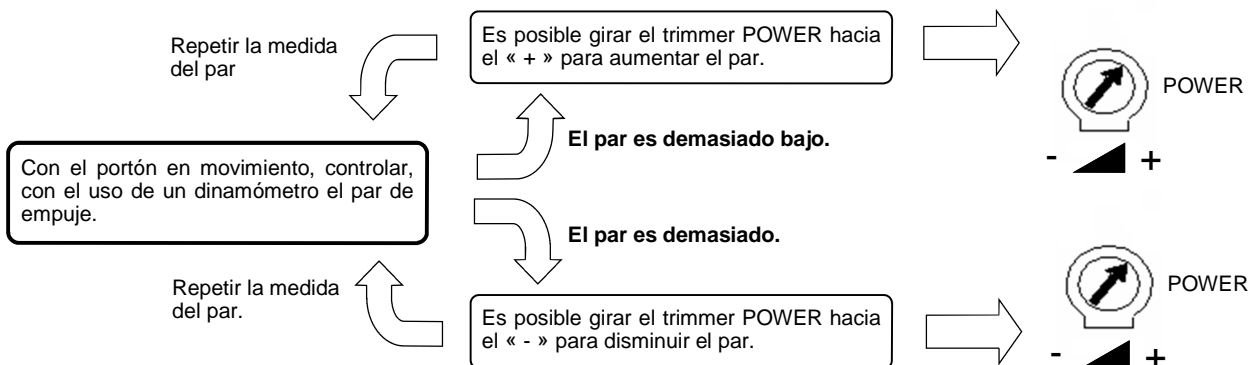 Repetir la medida
del par
Es posible girar el trimmer POWER hacia
el « + » para aumentar el par.
POWER
- +
El par es demasiado bajo.
Con el portón en movimiento, controlar,
con el uso de un dinamómetro el par de
empuje.
El par es demasiado.
Repetir la medida
del par.
Es posible girar el trimmer POWER hacia
el « - » para disminuir el par.
POWER
- +